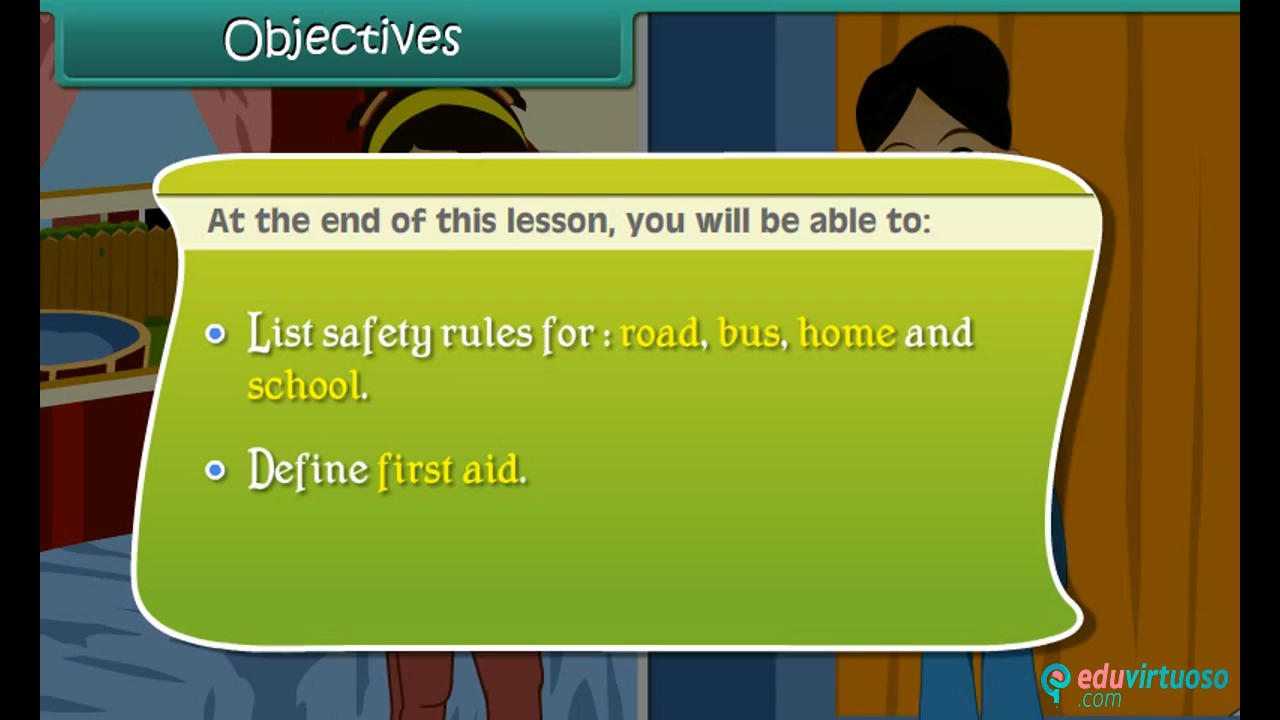 Objectives
At the end of this lesson, you will be able to:
List safety rules for : road, bus, home and
school.
Define first aid.
eduvirtuoso
.com